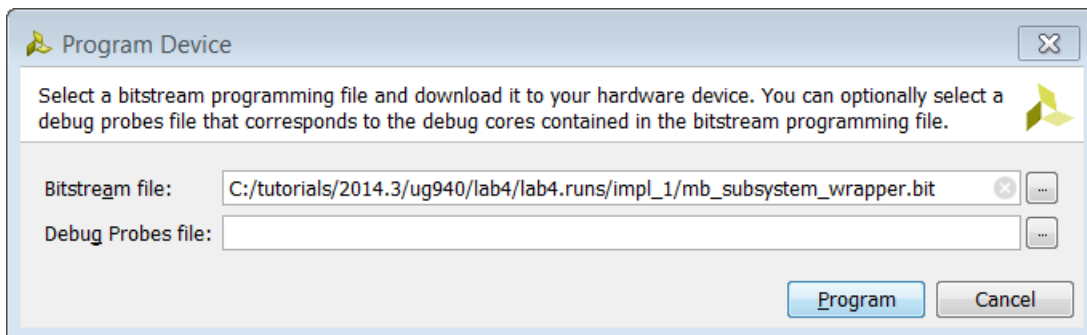 Program Device
Select a bitstream programming file and download it to your hardware device. You can optionally select a
debug probes file that corresponds to the debug cores contained in the bitstream programming file.
Bitstream file: C:/tutorials/2014.3/ug940/lab4/lab4.runs/impl_1/mb_subsystem_wrapper.bit ...
Debug Probes file: ...
Program Cancel